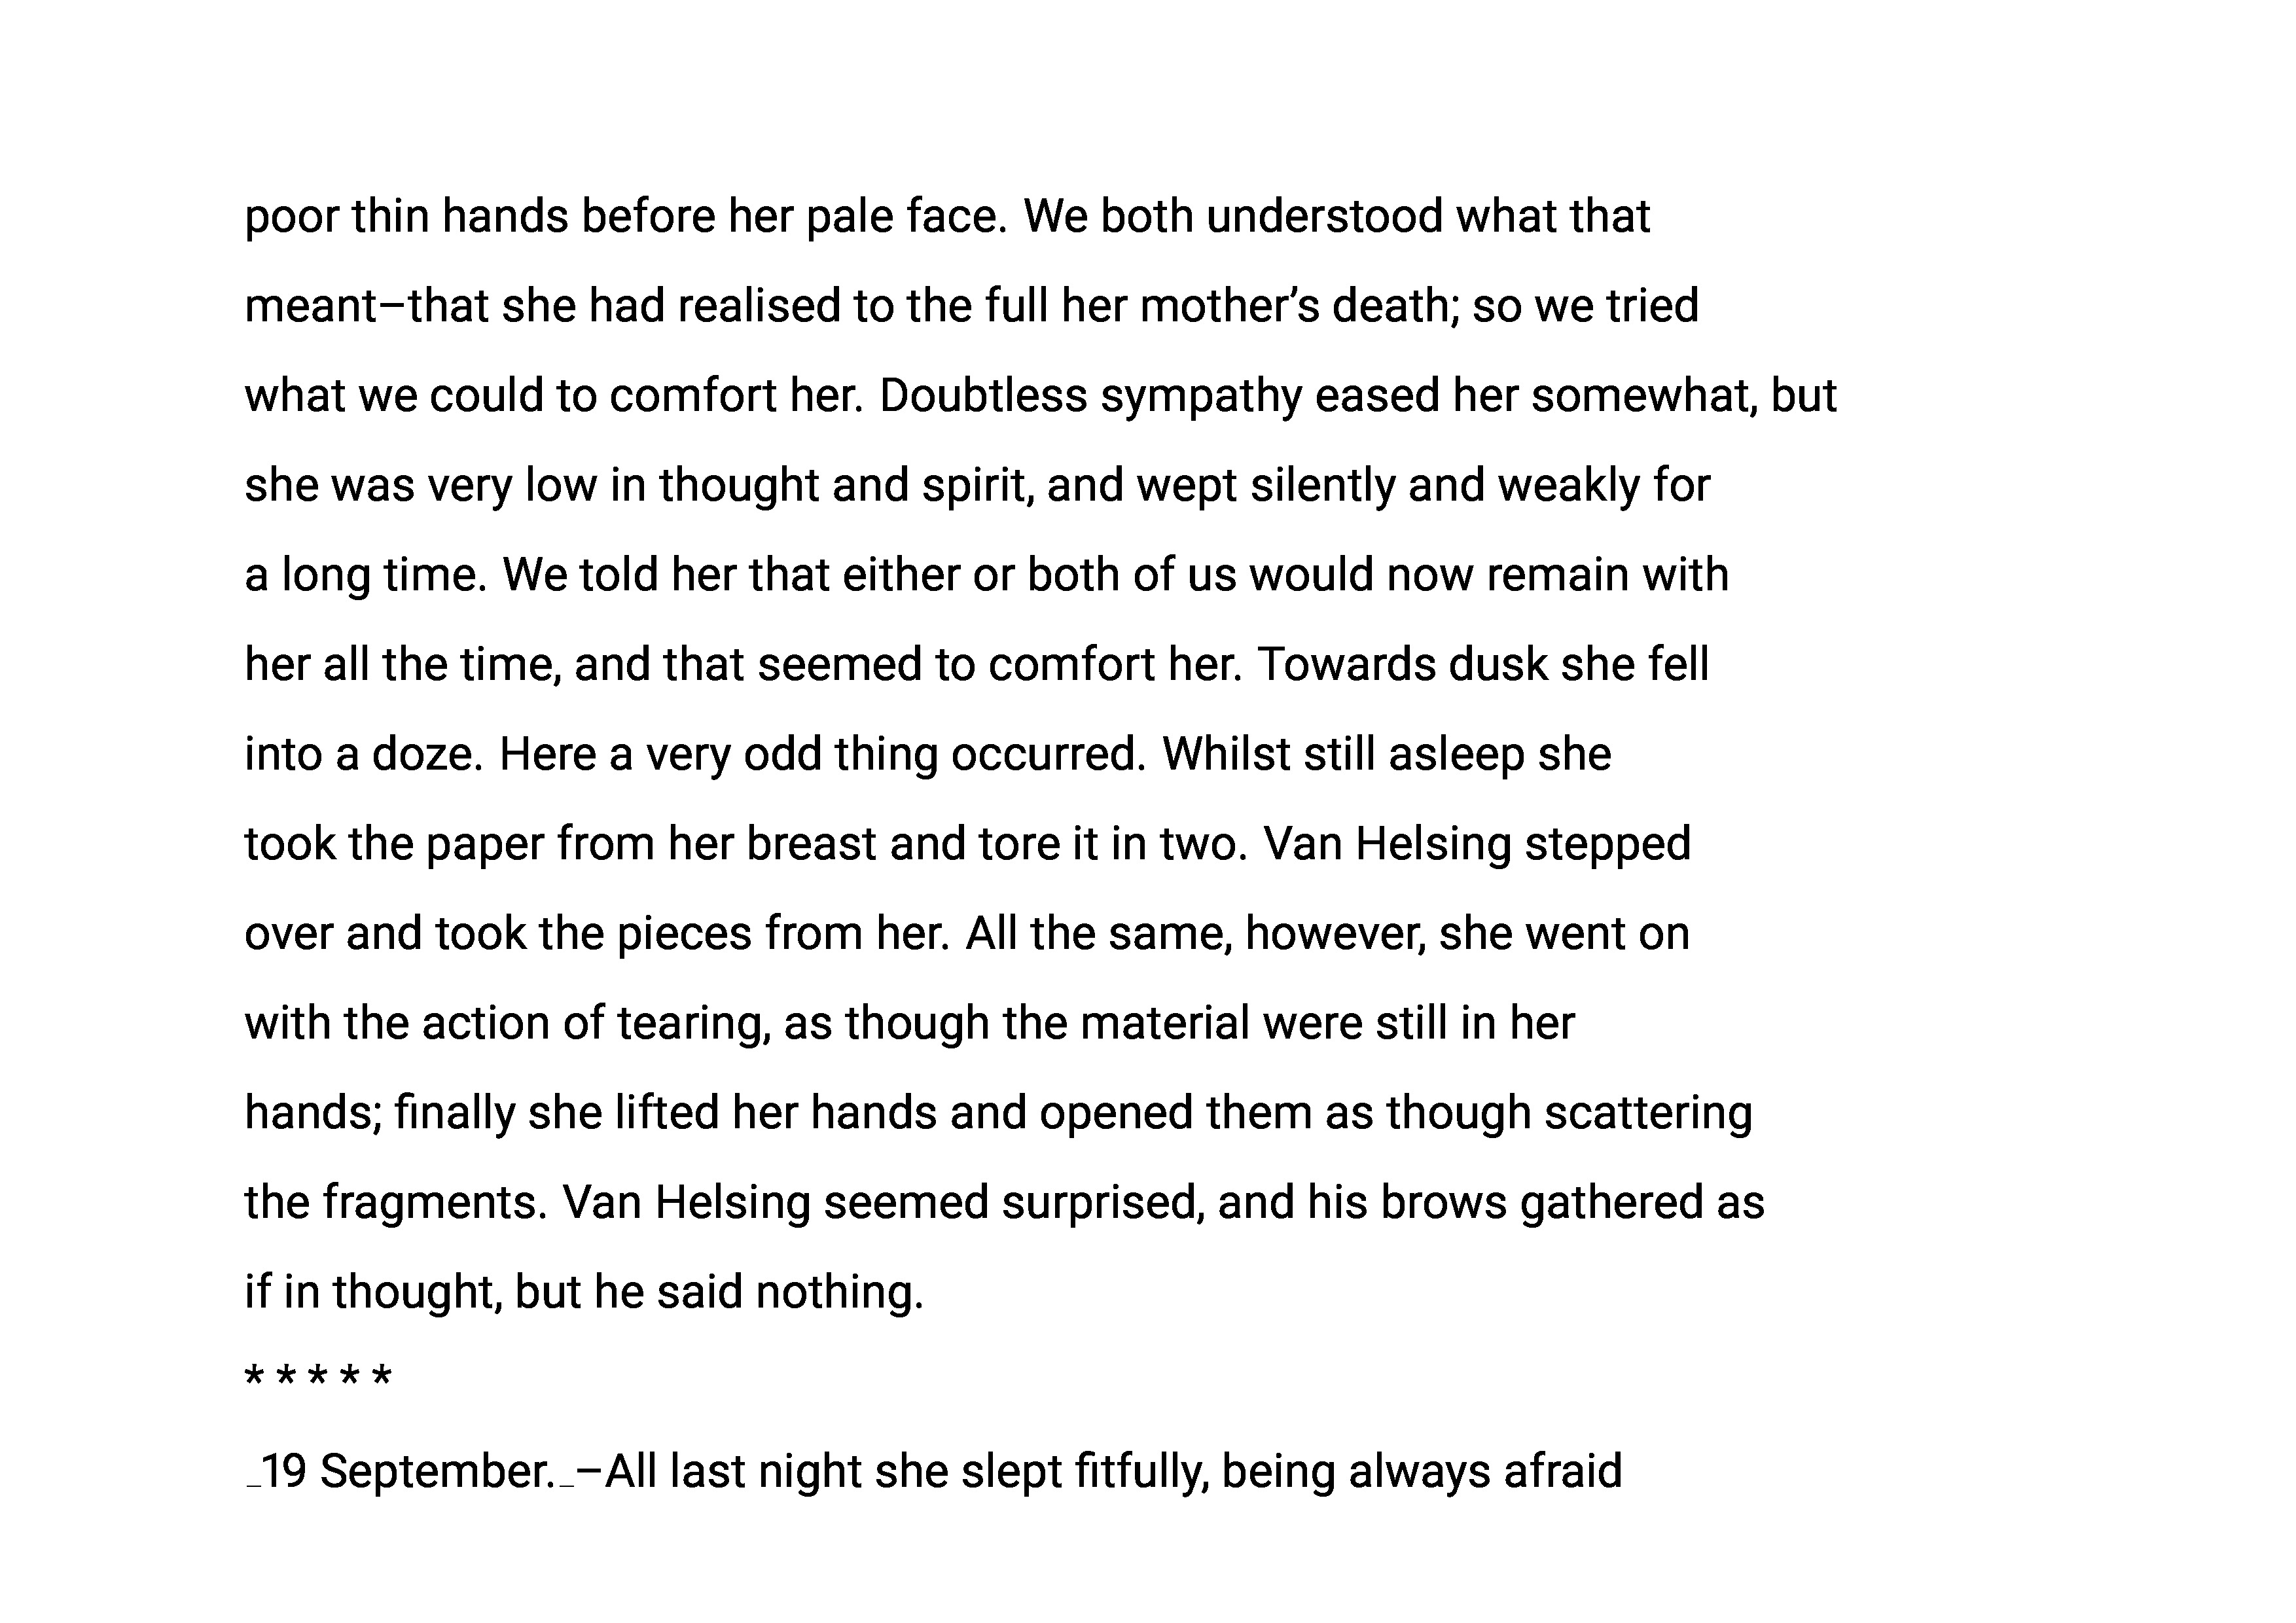 poor thin hands before her pale face. We both understood what that
meant–that she had realised to the full her mother’s death; so we tried
what we could to comfort her. Doubtless sympathy eased her somewhat, but
she was very low in thought and spirit, and wept silently and weakly for
a long time. We told her that either or both of us would now remain with
her all the time, and that seemed to comfort her. Towards dusk she fell
into a doze. Here a very odd thing occurred. Whilst still asleep she
took the paper from her breast and tore it in two. Van Helsing stepped
over and took the pieces from her. All the same, however, she went on
with the action of tearing, as though the material were still in her
hands; finally she lifted her hands and opened them as though scattering
the fragments. Van Helsing seemed surprised, and his brows gathered as
if in thought, but he said nothing.
* * * * *
_19 September._–All last night she slept fitfully, being always afraid